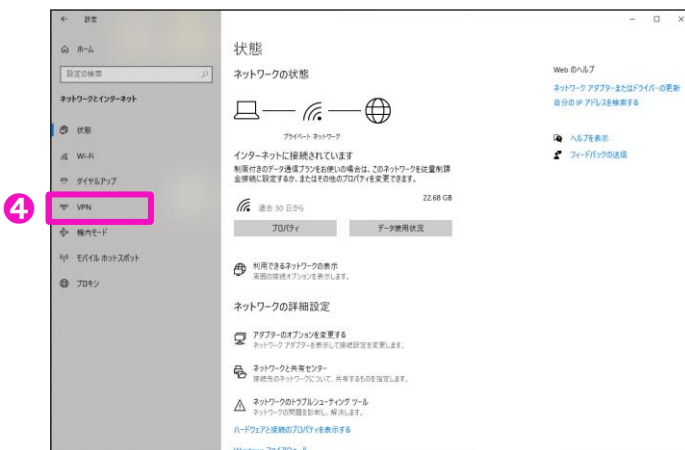 設定
ホーム
設定の検索
ネットワークとインターネット
状態
Wi-Fi
ダイヤルアップ
❹
VPN
機内モード
モバイル ホットスポット
プロキシ
状態
ネットワークの状態
プライベート ネットワーク
インターネットに接続されています
制限付きのデータ通信プランをお使いの場合は、このネットワークを従量制課
金接続に設定するか、またはその他のプロパティを変更できます。
過去 30 日から
22.68 GB
プロパティ
データ使用状況
利用できるネットワークの表示
周囲の接続オプションを表示します。
ネットワークの詳細設定
アダプターのオプションを変更する
ネットワーク アダプターを表示して接続設定を変更します。
ネットワークと共有センター
接続先のネットワークについて、共有するものを指定します。
ネットワークのトラブルシューティング ツール
ネットワークの問題を診断し、解決します。
ハードウェアと接続のプロパティを表示する
Windows ファイアウォール
Web のヘルプ
ネットワーク アダプターまたはドライバーの更新
自分の IP アドレスを検索する
ヘルプを表示
フィードバックの送信